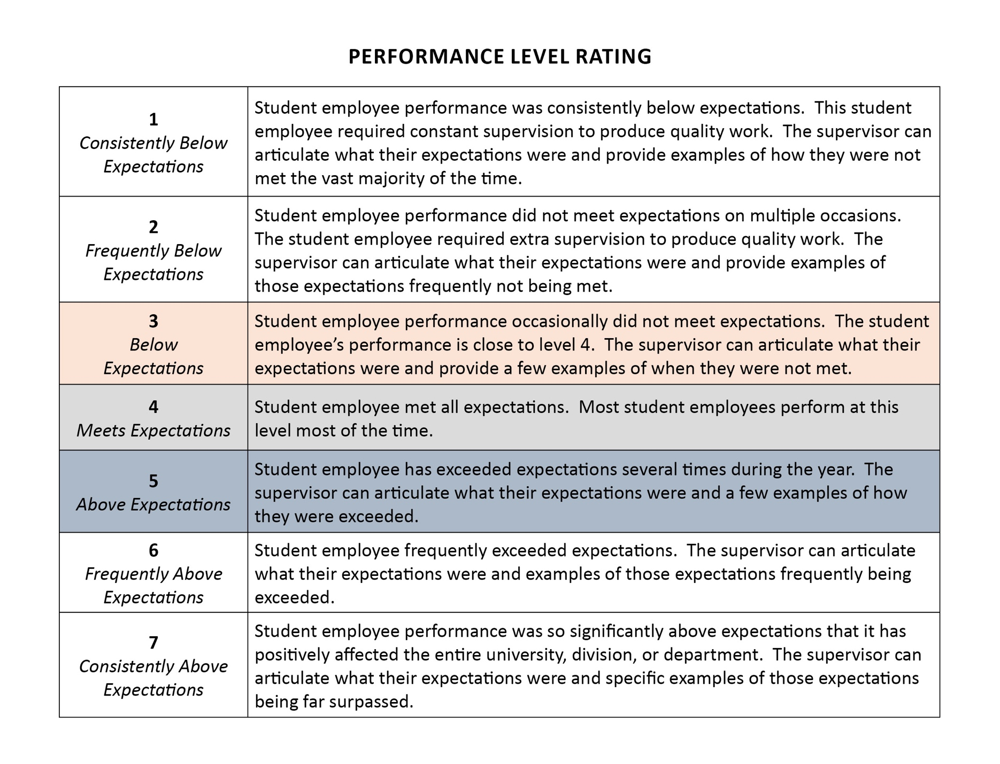 PERFORMANCE LEVEL RATING
1
Consistently Below
Expectations
Student employee performance was consistently below expectations.  This student
employee required constant supervision to produce quality work.  The supervisor can
articulate what their expectations were and provide examples of how they were not
met the vast majority of the time.
2
Frequently Below
Expectations
Student employee performance did not meet expectations on multiple occasions.
The student employee required extra supervision to produce quality work.  The
supervisor can articulate what their expectations were and provide examples of
those expectations frequently not being met.
3
Below
Expectations
Student employee performance occasionally did not meet expectations.  The student
employee’s performance is close to level 4.  The supervisor can articulate what their
expectations were and provide a few examples of when they were not met.
4
Meets Expectations
Student employee met all expectations.  Most student employees perform at this
level most of the time.
5
Above Expectations
Student employee has exceeded expectations several times during the year.  The
supervisor can articulate what their expectations were and a few examples of how
they were exceeded.
6
Frequently Above
Expectations
Student employee frequently exceeded expectations.  The supervisor can articulate
what their expectations were and examples of those expectations frequently being
exceeded.
7
Consistently Above
Expectations
Student employee performance was so significantly above expectations that it has
positively affected the entire university, division, or department.  The supervisor can
articulate what their expectations were and specific examples of those expectations
being far surpassed.